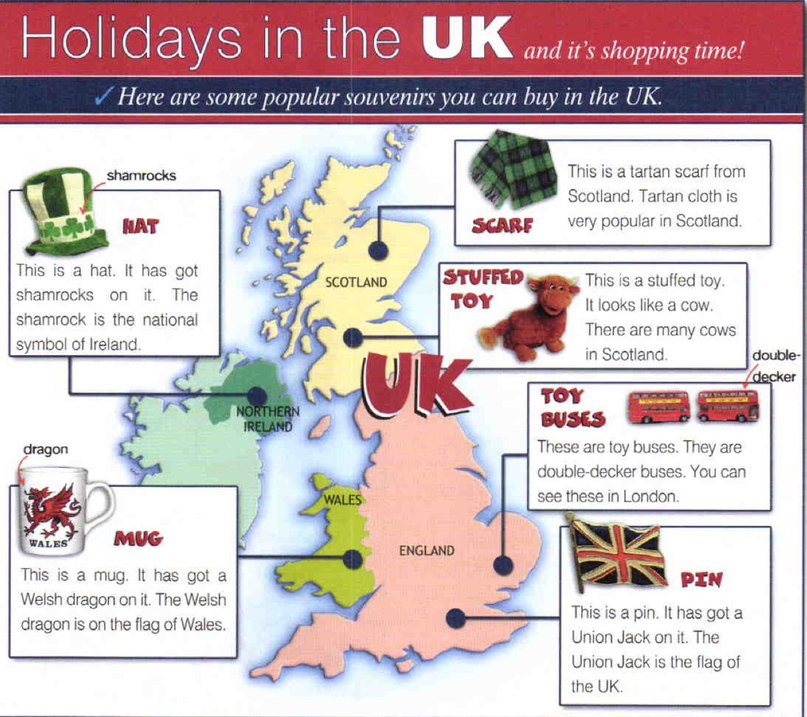 Holidays in the UK and it's shopping time!
✓ Here are some popular souvenirs you can buy in the UK.
shamrocks
HAT
This is a hat. It has got
shamrocks on it. The
shamrock is the national
symbol of Ireland.
SCARF
This is a tartan scarf from
Scotland. Tartan cloth is
very popular in Scotland.
STUFFED
TOY
This is a stuffed toy.
It looks like a cow.
There are many cows
in Scotland.
double-
decker
TOY
BUSES
These are toy buses. They are
double-decker buses. You can
see these in London.
dragon
WALES
MUG
This is a mug. It has got a
Welsh dragon on it. The Welsh
dragon is on the flag of Wales.
PIN
This is a pin. It has got a
Union Jack on it. The
Union Jack is the flag of
the UK.
SCOTLAND
UK
NORTHERN
IRELAND
WALES
ENGLAND